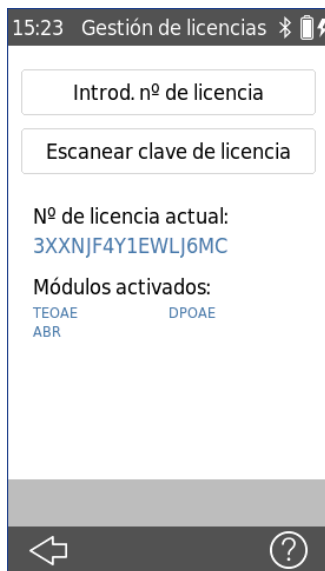 15:23 Gestión de licencias
Introd. nº de licencia
Escanear clave de licencia
Nº de licencia actual:
3XXNJF4Y1EWLJ6MC
Módulos activados:
TEOAE DPOAE
ABR
?